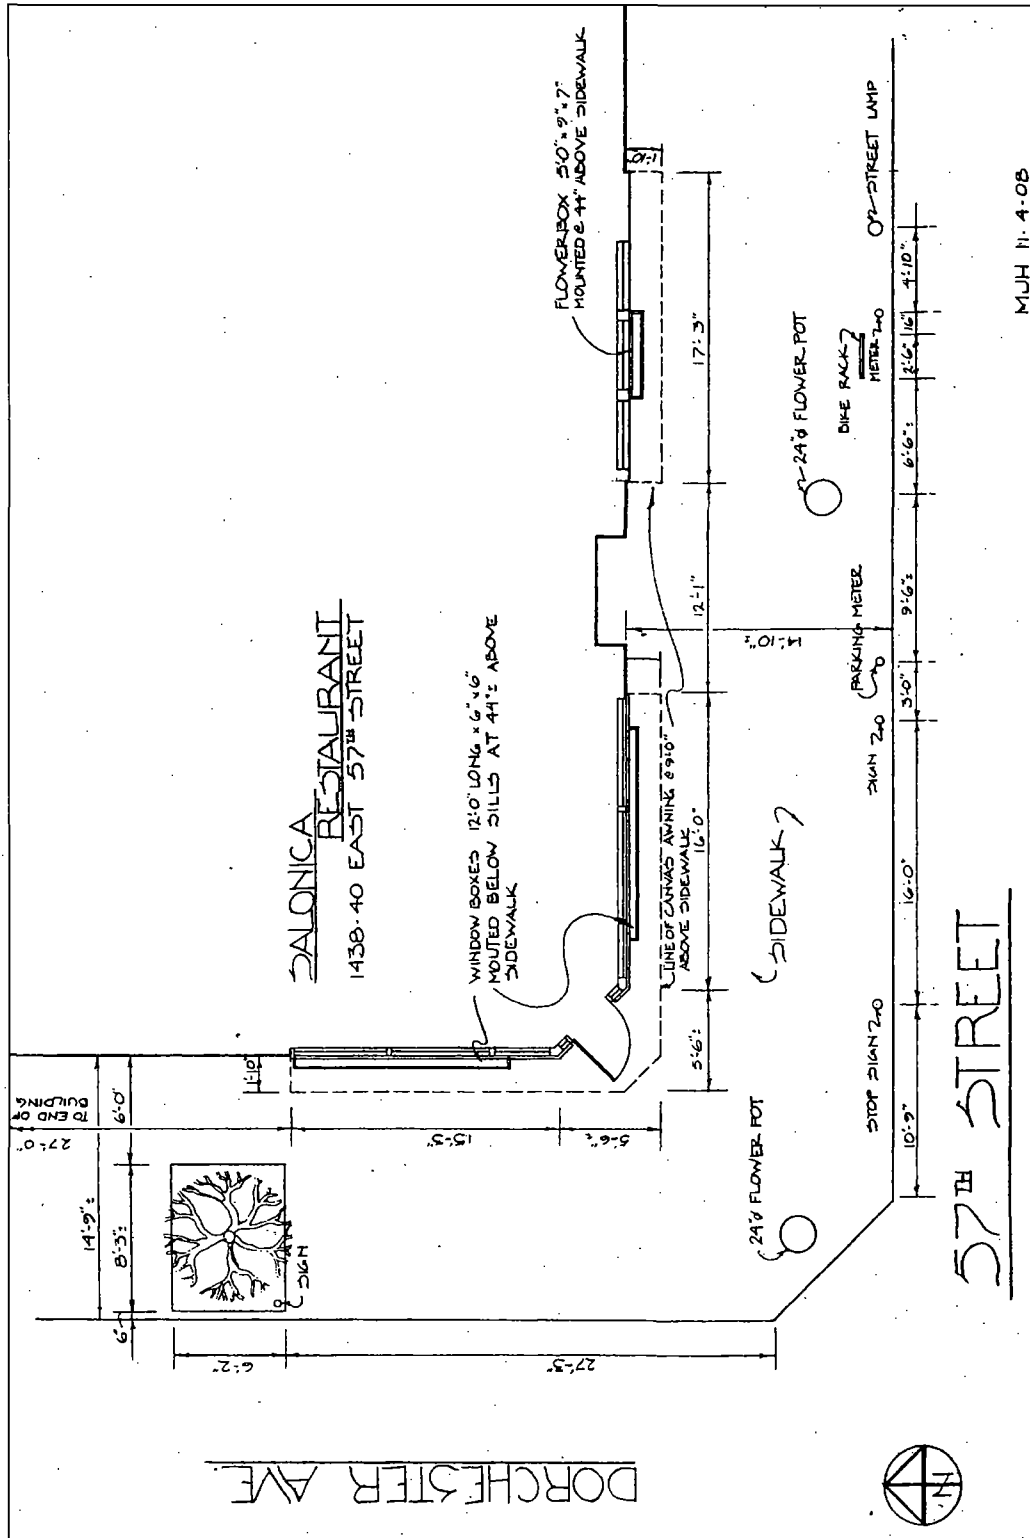 SALONICA
RESTAURANT
1438-40 EAST 57TH STREET
FLOWERBOX 5'0" x 9" x 7"
MOUNTED @ 44" ABOVE SIDEWALK
WINDOW BOXES 12'0" LONG x 6" x 6"
MOUTED BELOW SILLS AT 44"± ABOVE
SIDEWALK
LINE OF CANVAS AWNING @ 9'0"
ABOVE SIDEWALK
27'-0"
TO END OF
BUILDING
14'-9"±
6'-0"
8'-3"±
6"
1'-10"
15'-3"
5'-6"±
6'-2"
27'-3"
SIGN
5'-6"±
16'-0"
12'-1"
17'-3"
1'-10"
14'-10"±
24"ø FLOWER POT
24"ø FLOWER POT
SIDEWALK
STOP SIGN
SIGN
PARKING METER
BIKE RACK
METER
STREET LAMP
10'-9"
16'-0"
3'-0"
9'-6"±
6'-6"±
2'-6"
16"
4'-10"
57TH STREET
DORCHESTER AVE.
N
MJH 11-4-08